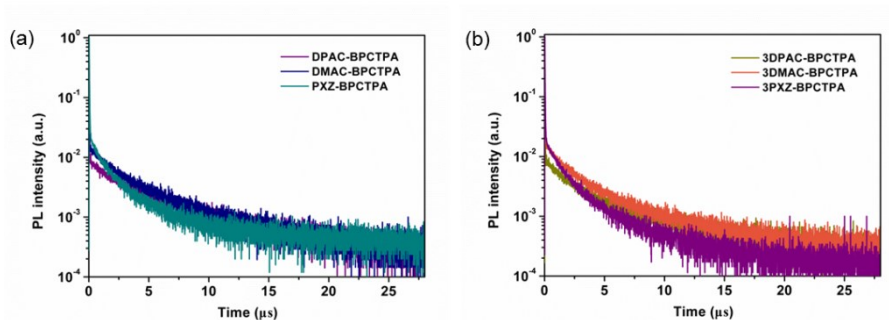 (a)
PL intensity (a.u.)
10⁰
10⁻¹
10⁻²
10⁻³
10⁻⁴
DPAC-BPCTPA
DMAC-BPCTPA
PXZ-BPCTPA
0 5 10 15 20 25
Time (μs)
(b)
PL intensity (a.u.)
10⁰
10⁻¹
10⁻²
10⁻³
10⁻⁴
3DPAC-BPCTPA
3DMAC-BPCTPA
3PXZ-BPCTPA
0 5 10 15 20 25
Time (μs)